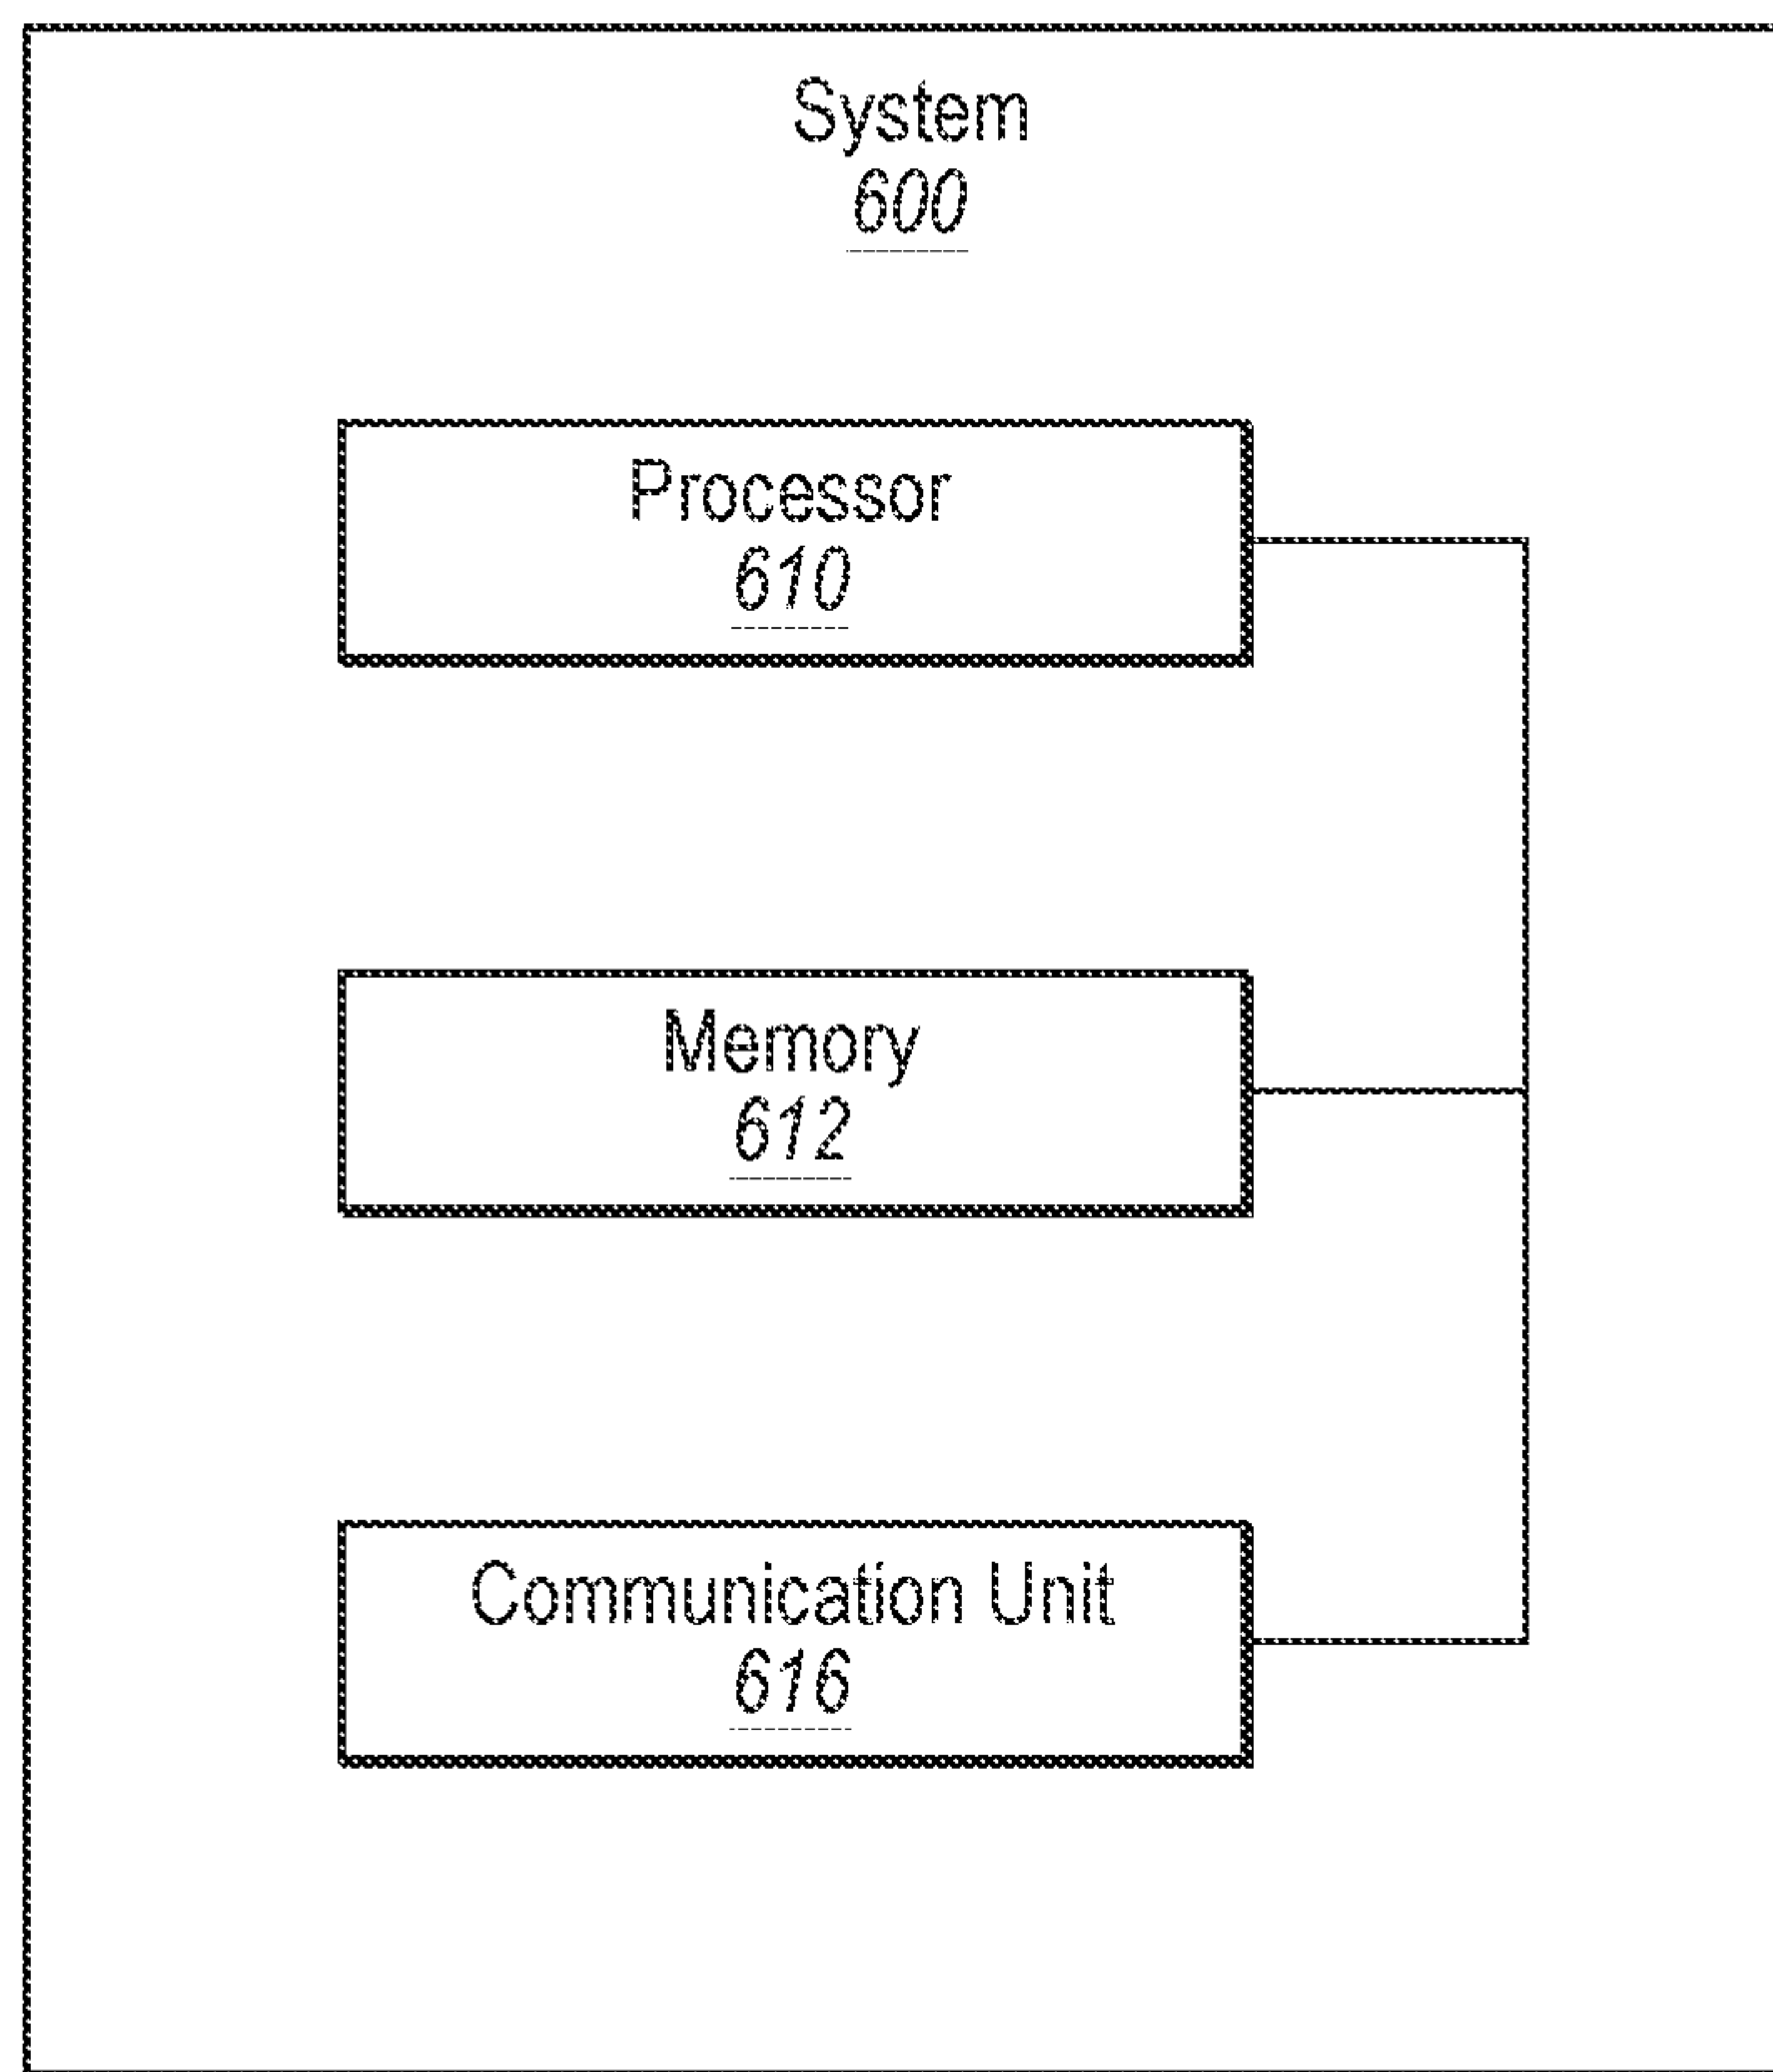 System
600
Processor
610
Memory
612
Communication Unit
616